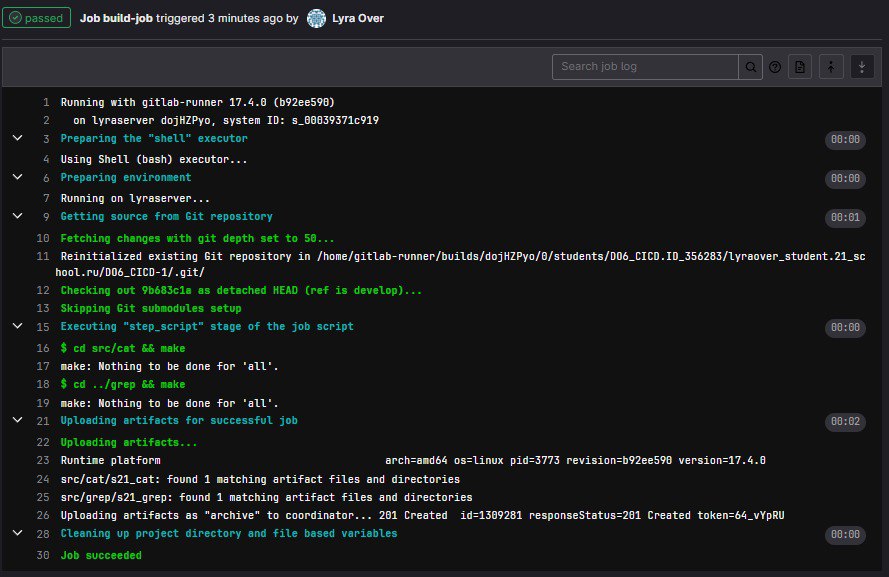 passed Job build-job triggered 3 minutes ago by Lyra Over
Search job log
1 Running with gitlab-runner 17.4.0 (b92ee590)
2 on lyraserver dojHZPyo, system ID: s_00039371c919
3 Preparing the "shell" executor 00:00
4 Using Shell (bash) executor...
6 Preparing environment 00:00
7 Running on lyraserver...
9 Getting source from Git repository 00:01
10 Fetching changes with git depth set to 50...
11 Reinitialized existing Git repository in /home/gitlab-runner/builds/dojHZPyo/0/students/DO6_CICD.ID_356283/lyraover_student.21_sc
hool.ru/DO6_CICD-1/.git/
12 Checking out 9b683c1a as detached HEAD (ref is develop)...
13 Skipping Git submodules setup
15 Executing "step_script" stage of the job script 00:00
16 $ cd src/cat && make
17 make: Nothing to be done for 'all'.
18 $ cd ../grep && make
19 make: Nothing to be done for 'all'.
21 Uploading artifacts for successful job 00:02
22 Uploading artifacts...
23 Runtime platform arch=amd64 os=linux pid=3773 revision=b92ee590 version=17.4.0
24 src/cat/s21_cat: found 1 matching artifact files and directories
25 src/grep/s21_grep: found 1 matching artifact files and directories
26 Uploading artifacts as "archive" to coordinator... 201 Created id=1309281 responseStatus=201 Created token=64_vYpRU
28 Cleaning up project directory and file based variables 00:00
30 Job succeeded